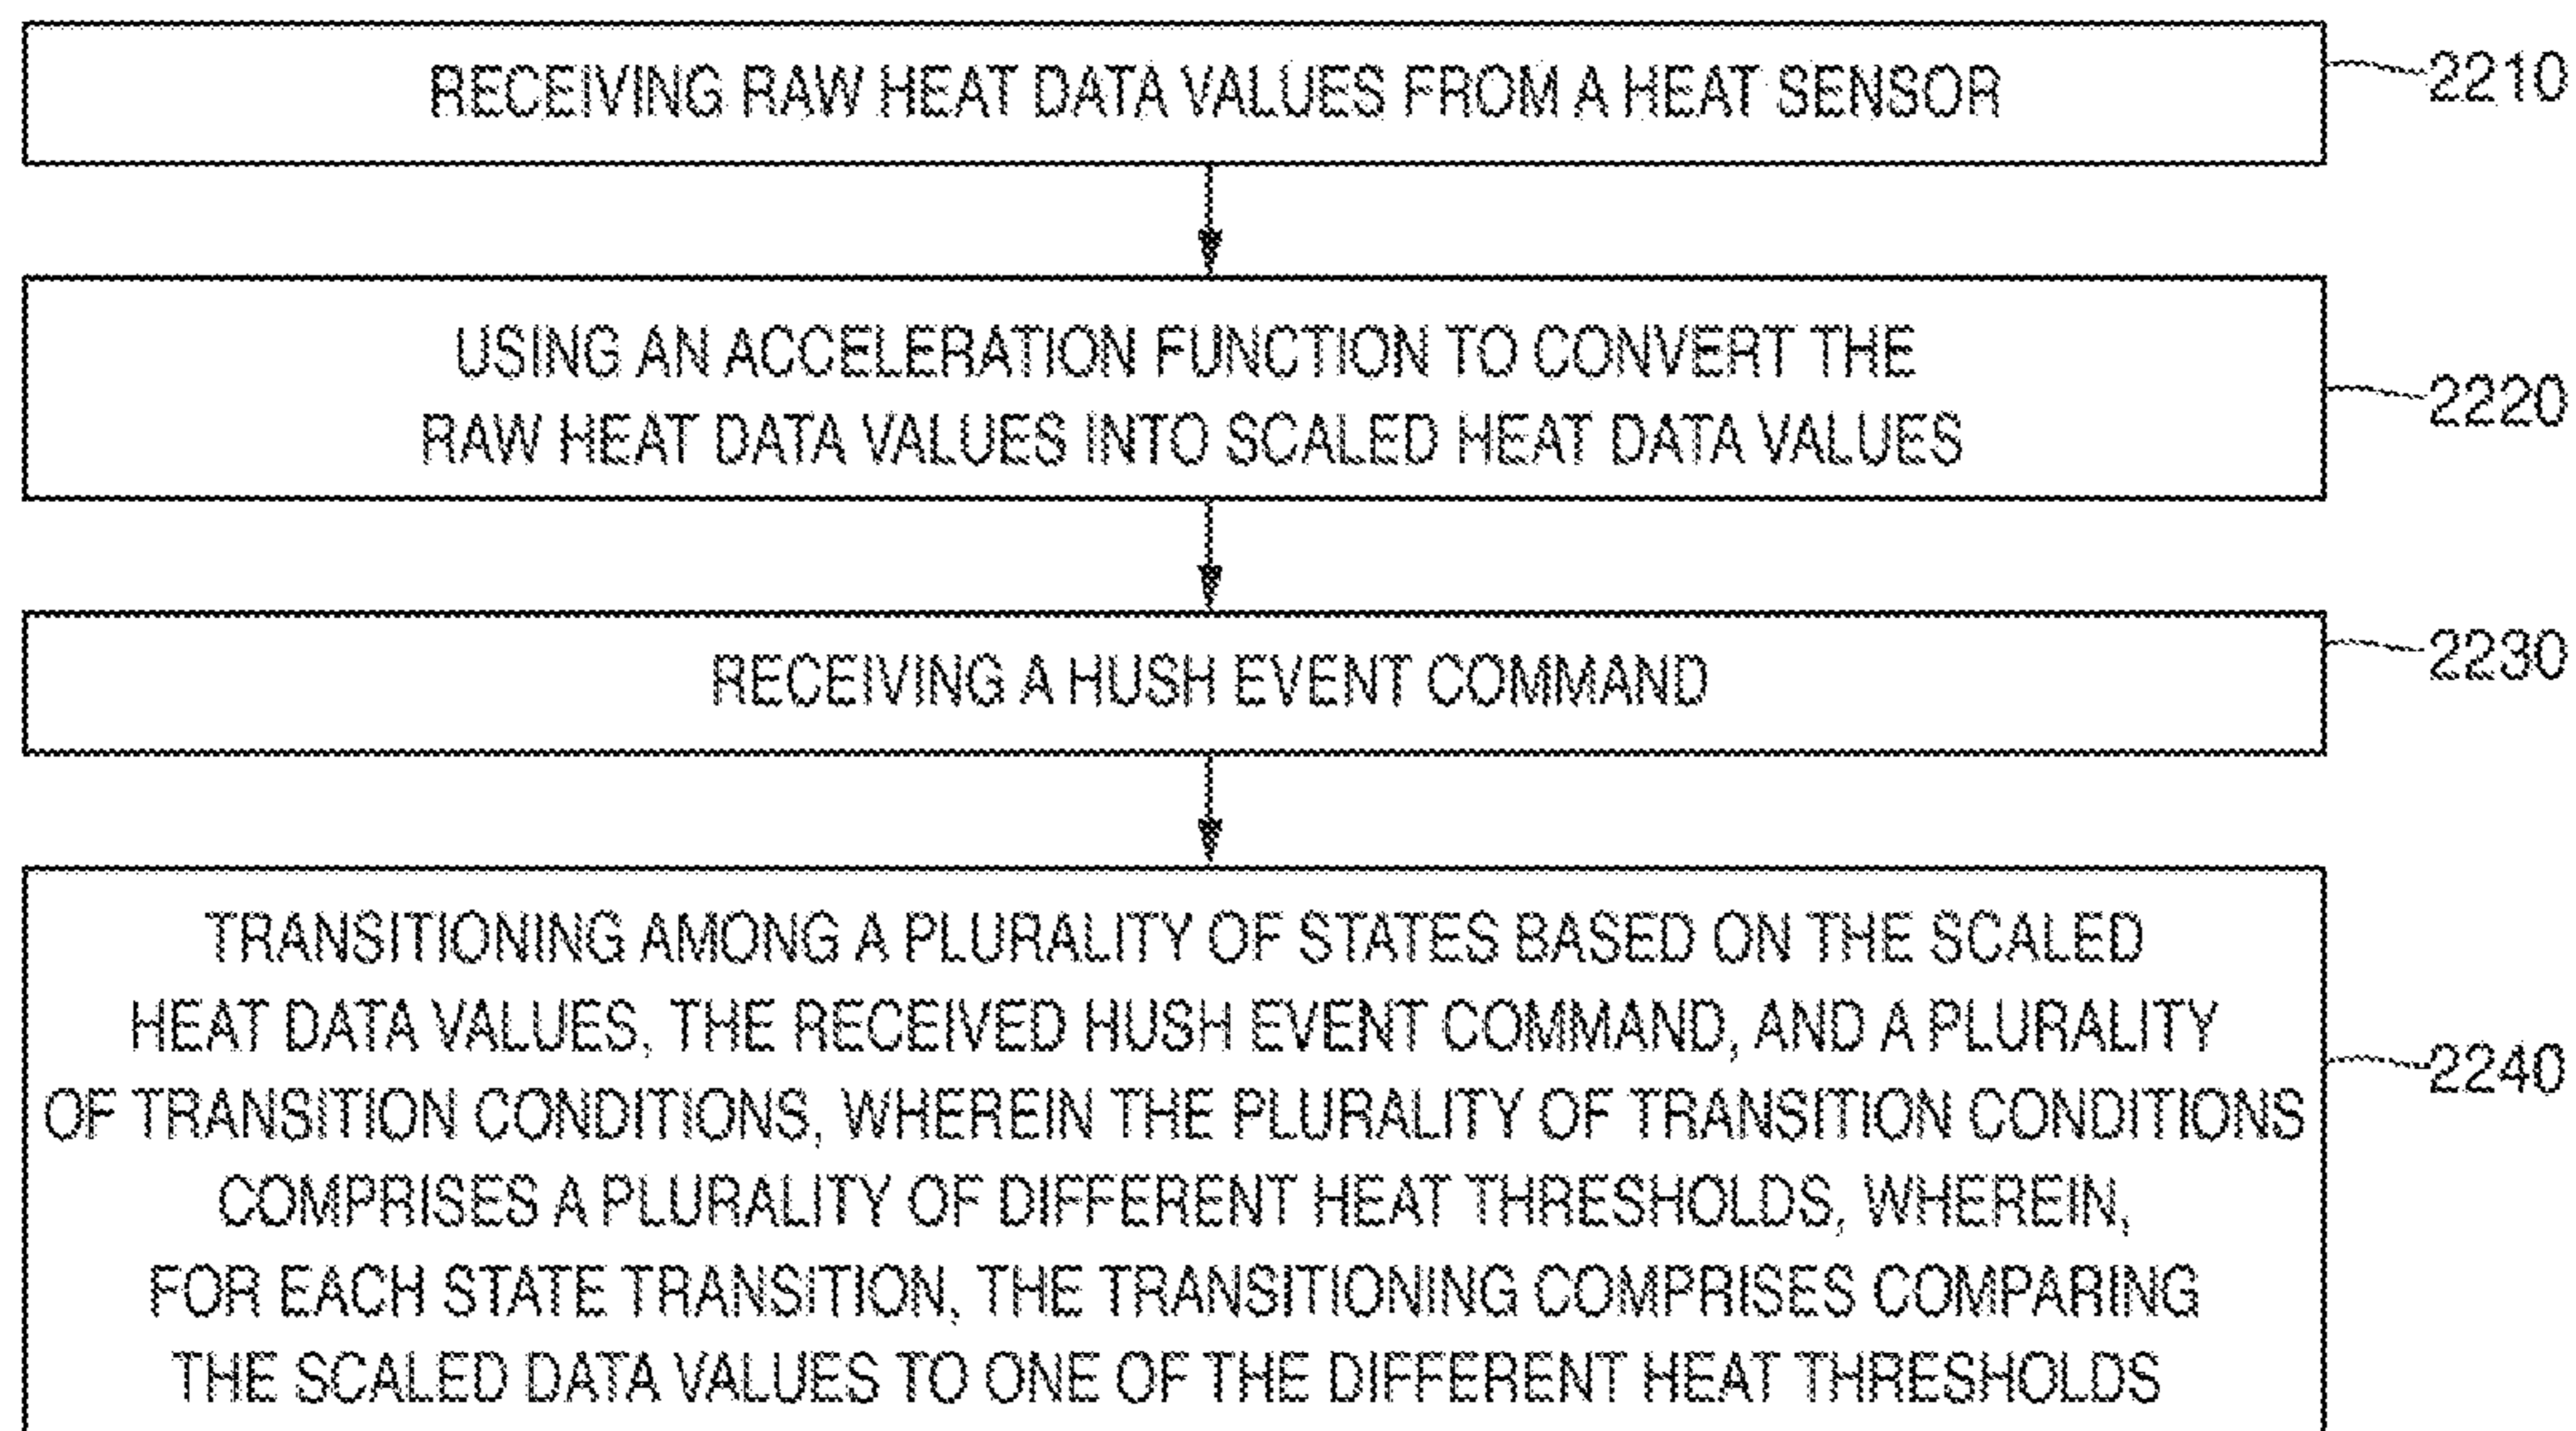 RECEIVING RAW HEAT DATA VALUES FROM A HEAT SENSOR
2210
USING AN ACCELERATION FUNCTION TO CONVERT THE
RAW HEAT DATA VALUES INTO SCALED HEAT DATA VALUES
2220
RECEIVING A HUSH EVENT COMMAND
2230
TRANSITIONING AMONG A PLURALITY OF STATES BASED ON THE SCALED
HEAT DATA VALUES, THE RECEIVED HUSH EVENT COMMAND, AND A PLURALITY
OF TRANSITION CONDITIONS, WHEREIN THE PLURALITY OF TRANSITION CONDITIONS
COMPRISES A PLURALITY OF DIFFERENT HEAT THRESHOLDS, WHEREIN,
FOR EACH STATE TRANSITION, THE TRANSITIONING COMPRISES COMPARING
THE SCALED DATA VALUES TO ONE OF THE DIFFERENT HEAT THRESHOLDS
2240